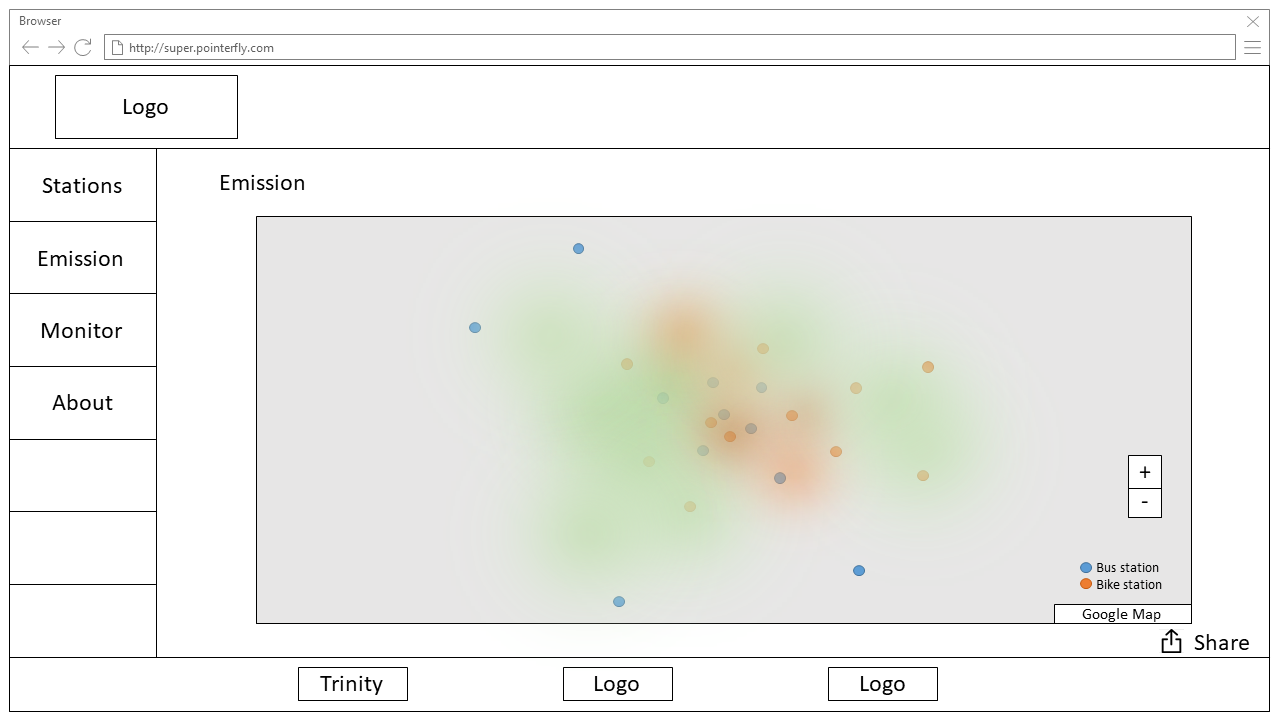 Browser
http://super.pointerfly.com
Logo
Stations
Emission
Monitor
About
Emission
+
-
Bus station
Bike station
Google Map
Share
Trinity
Logo
Logo